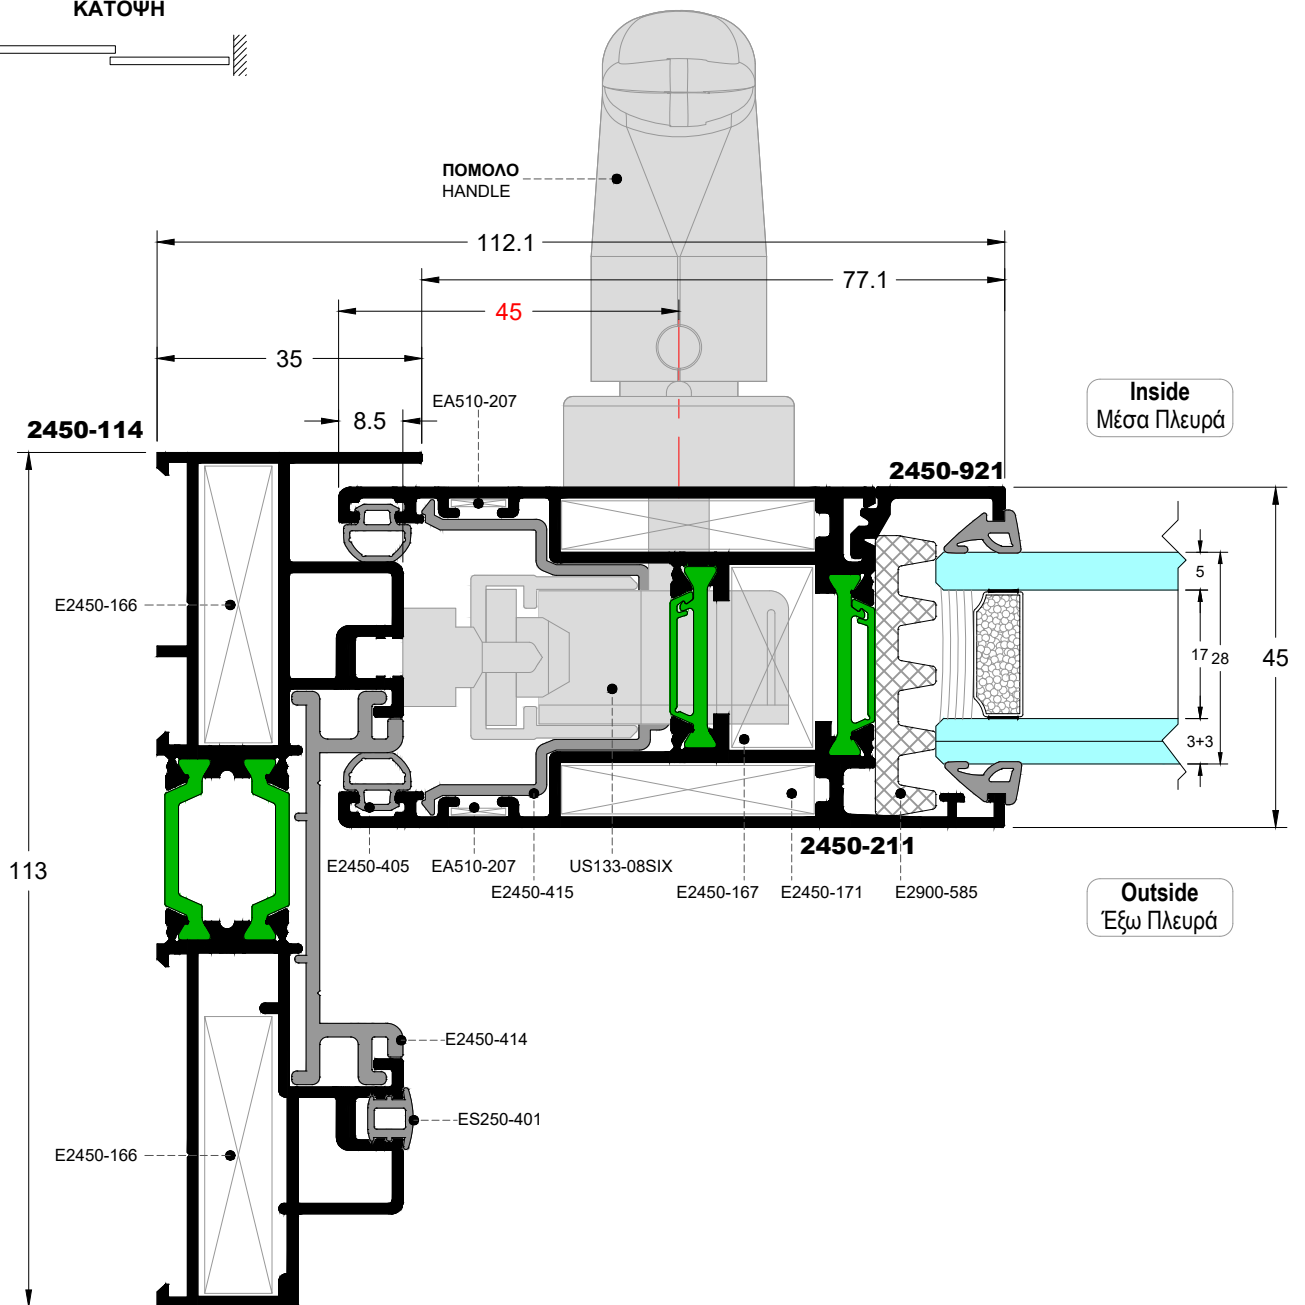 ΚΑΤΟΨΗ
ΠΟΜΟΛΟ
HANDLE
112.1
77.1
45
35
8.5
EA510-207
2450-114
Inside
Μέσα Πλευρά
2450-921
E2450-166
5
17
28
45
3+3
2450-211
113
E2450-405
EA510-207
E2450-415
US133-08SIX
E2450-167
E2450-171
E2900-585
Outside
Έξω Πλευρά
E2450-414
ES250-401
E2450-166